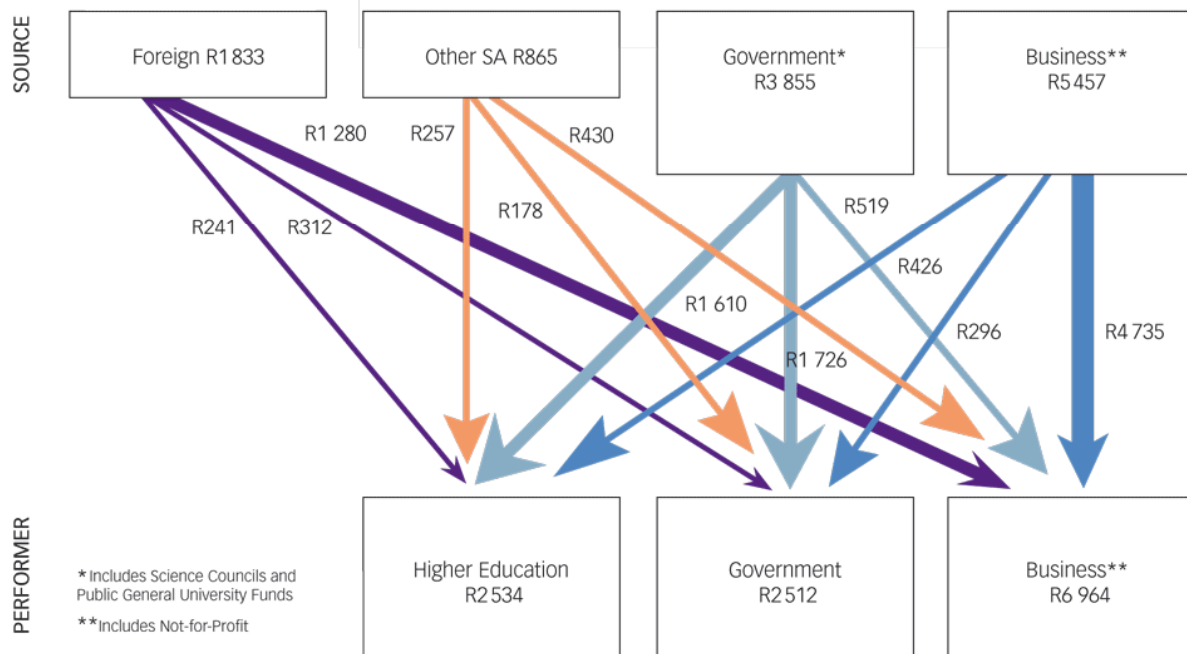 SOURCE
Foreign R1 833
Other SA R865
Government*
R3 855
Business**
R5 457
R1 280
R257
R430
R241
R312
R178
R519
R426
R1 610
R1 726
R296
R4 735
PERFORMER
*Includes Science Councils and
Public General University Funds
**Includes Not-for-Profit
Higher Education
R2 534
Government
R2 512
Business**
R6 964